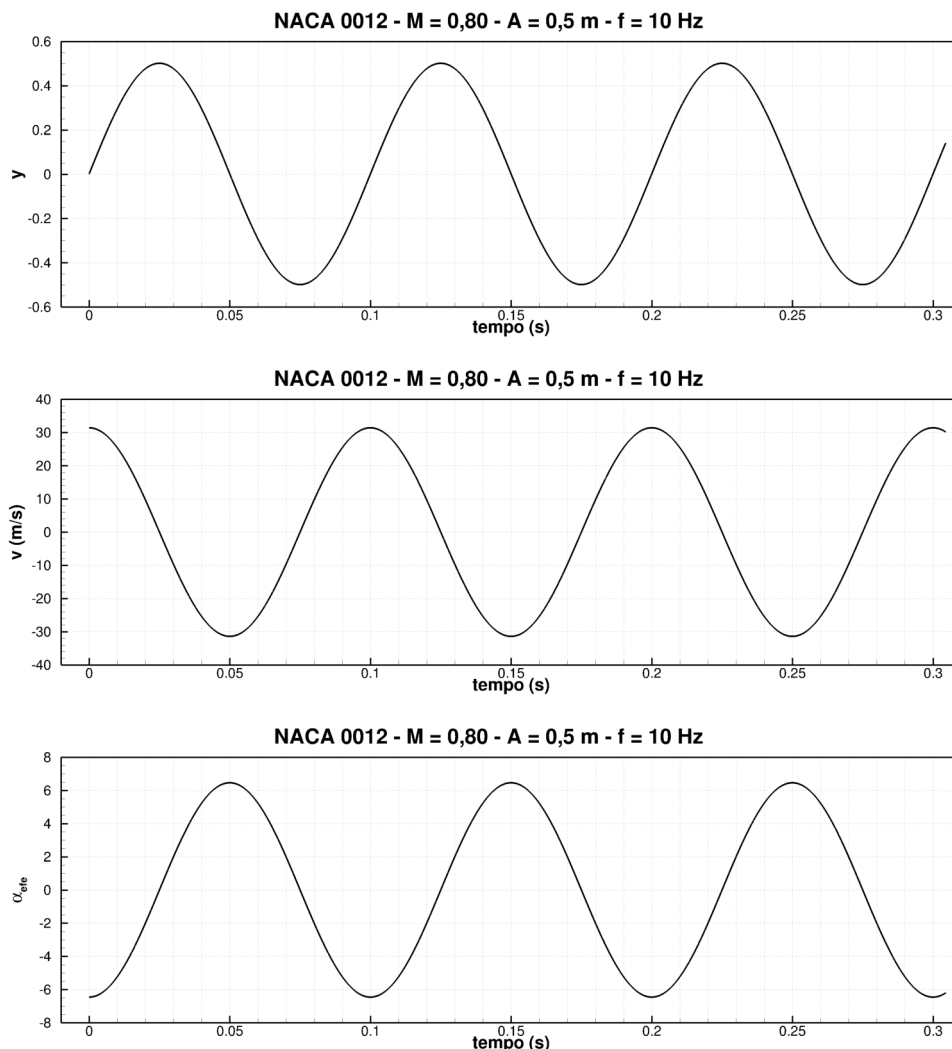 NACA 0012 - M = 0,80 - A = 0,5 m - f = 10 Hz
0.6
0.4
0.2
0
-0.2
-0.4
-0.6
y
0 0.05 0.1 0.15 0.2 0.25 0.3
tempo (s)
NACA 0012 - M = 0,80 - A = 0,5 m - f = 10 Hz
40
30
20
10
0
-10
-20
-30
-40
v (m/s)
0 0.05 0.1 0.15 0.2 0.25 0.3
tempo (s)
NACA 0012 - M = 0,80 - A = 0,5 m - f = 10 Hz
8
6
4
2
0
-2
-4
-6
-8
α_efe
0 0.05 0.1 0.15 0.2 0.25 0.3
tempo (s)